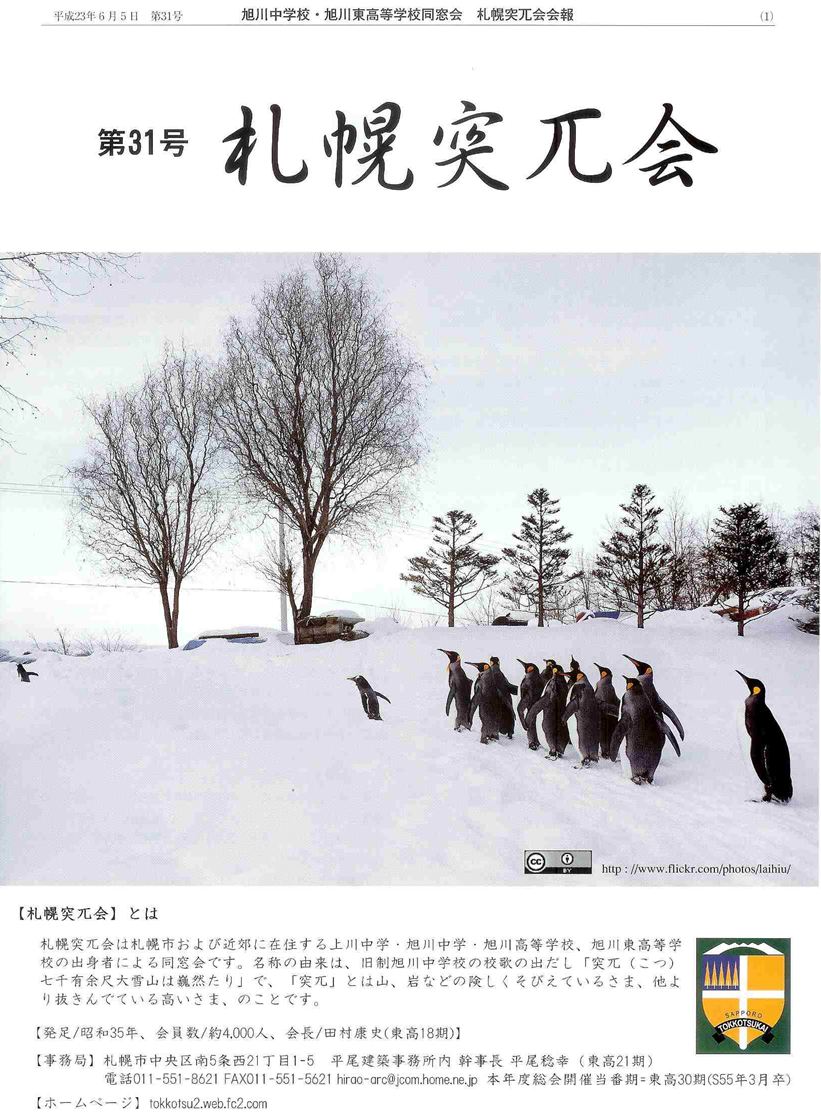 平成23年6月5日 第31号 旭川中学校・旭川東高等学校同窓会 札幌突兀会会報 (1)
第31号 札幌突兀会
cc BY http://www.flickr.com/photos/laihiu/
【札幌突兀会】とは
札幌突兀会は札幌市および近郊に在住する上川中学・旭川中学・旭川高等学校、旭川東高等学
校の出身者による同窓会です。名称の由来は、旧制旭川中学校の校歌の出だし「突兀(こつ)
七千有余尺大雪山は巍然たり」で、「突兀」とは山、岩などの険しくそびえているさま、他よ
り抜きんでている高いさま、のことです。
SAPPORO
TOKKOTSUKAI
【発足/昭和35年、会員数/約4,000人、会長/田村康史(東高18期)】
【事務局】札幌市中央区南5条西21丁目1-5 平尾建築事務所内 幹事長 平尾稔幸(東高21期)
電話011-551-8621 FAX011-551-5621 hirao-arc@jcom.home.ne.jp 本年度総会開催当番期=東高30期(S55年3月卒)
【ホームページ】tokkotsu2.web.fc2.com